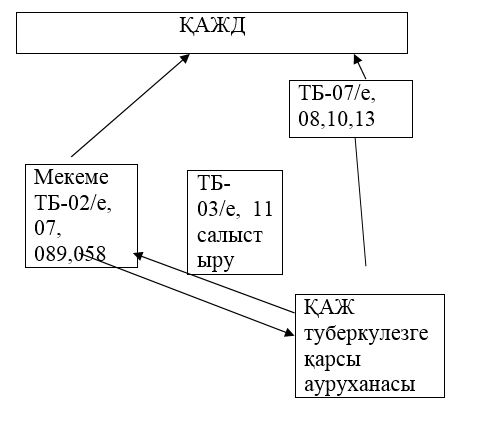 ҚАЖД
ТБ-07/е,
08,10,13
Мекеме
ТБ-02/е,
07,
089,058
ТБ-
03/е, 11
салыст
ыру
ҚАЖ
туберкулезге
қарсы
ауруханасы